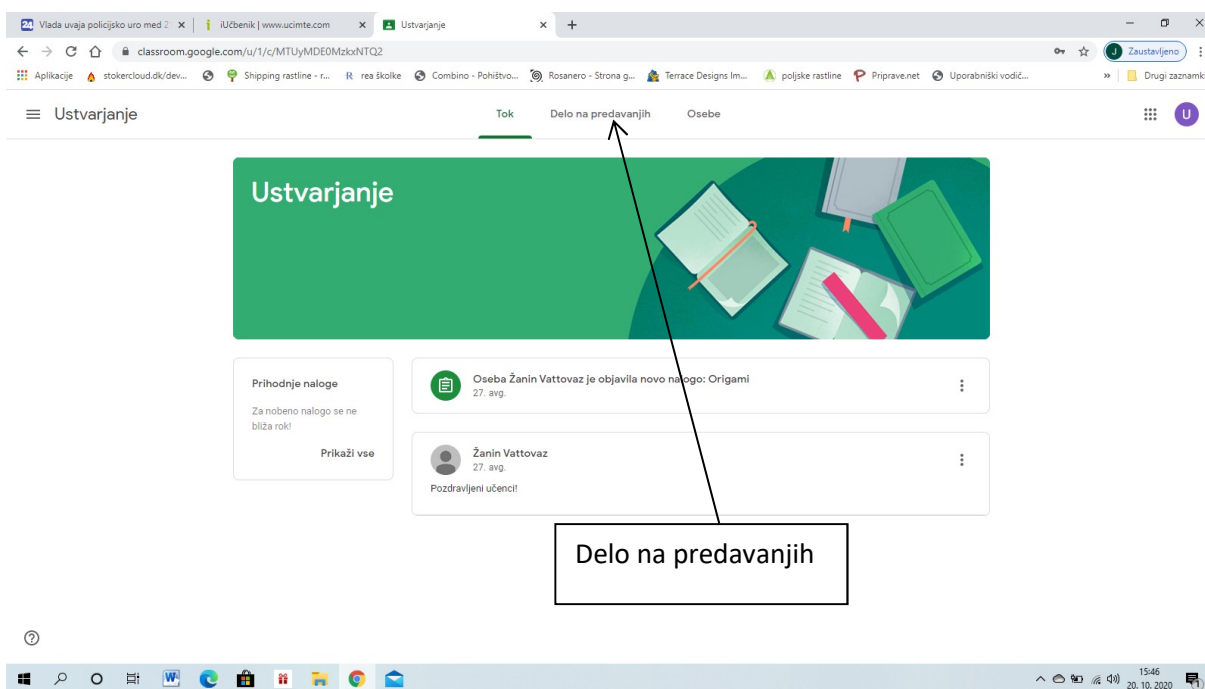 24 Vlada uvaja policijsko uro med 2
iUčbenik | www.ucimte.com
Ustvarjanje
classroom.google.com/u/1/c/MTUyMDE0MzkxNTQ2
J Zaustavljeno
Aplikacije stokercloud.dk/dev... Shipping rastline - r... R rea školke Combino - Pohištvo... Rosanero - Strona g... Terrace Designs Im... poljske rastline Priprave.net Uporabniški vodič... » Drugi zaznamki
Ustvarjanje
Tok Delo na predavanjih Osebe
U
Ustvarjanje
Prihodnje naloge
Za nobeno nalogo se ne
bliža rok!
Prikaži vse
Oseba Žanin Vattovaz je objavila novo nalogo: Origami
27. avg.
Žanin Vattovaz
27. avg.
Pozdravljeni učenci!
Delo na predavanjih
15:46
20. 10. 2020